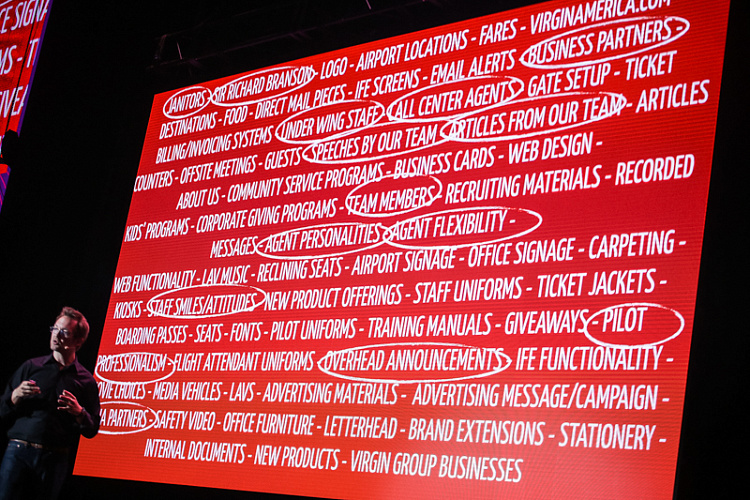 JANITORS - SIR RICHARD BRANSON - LOGO - AIRPORT LOCATIONS - FARES - VIRGINAMERICA.COM
DESTINATIONS - FOOD - DIRECT MAIL PIECES - IFE SCREENS - EMAIL ALERTS - BUSINESS PARTNERS -
BILLING/INVOICING SYSTEMS - UNDER WING STAFF - CALL CENTER AGENTS - GATE SETUP - TICKET
COUNTERS - OFFSITE MEETINGS - GUESTS - SPEECHES BY OUR TEAM - ARTICLES FROM OUR TEAM - ARTICLES
ABOUT US - COMMUNITY SERVICE PROGRAMS - BUSINESS CARDS - WEB DESIGN -
KIDS' PROGRAMS - CORPORATE GIVING PROGRAMS - TEAM MEMBERS - RECRUITING MATERIALS - RECORDED
MESSAGES - AGENT PERSONALITIES - AGENT FLEXIBILITY -
WEB FUNCTIONALITY - LAV MUSIC - RECLINING SEATS - AIRPORT SIGNAGE - OFFICE SIGNAGE - CARPETING -
KIOSKS - STAFF SMILES/ATTITUDES - NEW PRODUCT OFFERINGS - STAFF UNIFORMS - TICKET JACKETS -
BOARDING PASSES - SEATS - FONTS - PILOT UNIFORMS - TRAINING MANUALS - GIVEAWAYS - PILOT
PROFESSIONALISM - FLIGHT ATTENDANT UNIFORMS - OVERHEAD ANNOUNCEMENTS - IFE FUNCTIONALITY -
CHOICES - MEDIA VEHICLES - LAVS - ADVERTISING MATERIALS - ADVERTISING MESSAGE/CAMPAIGN -
PARTNERS - SAFETY VIDEO - OFFICE FURNITURE - LETTERHEAD - BRAND EXTENSIONS - STATIONERY -
INTERNAL DOCUMENTS - NEW PRODUCTS - VIRGIN GROUP BUSINESSES